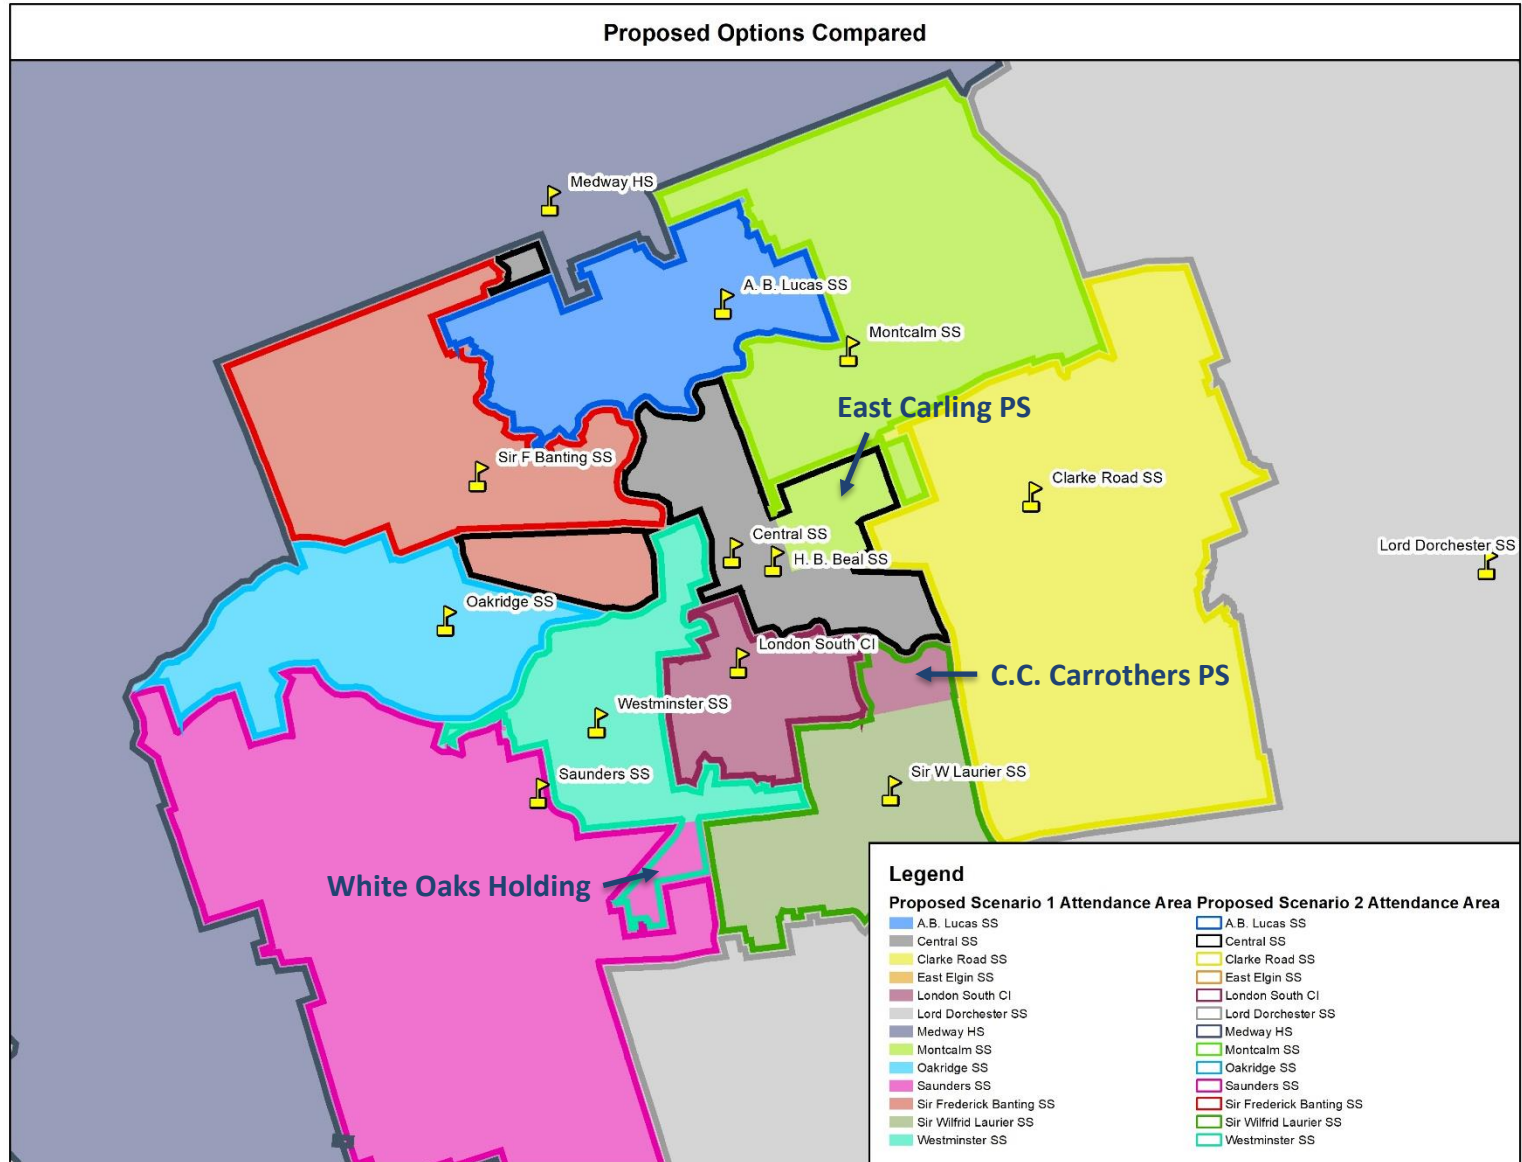 Proposed Options Compared
Medway HS
A. B. Lucas SS
Montcalm SS
East Carling PS
Sir F Banting SS
Clarke Road SS
Central SS
H. B. Beal SS
Lord Dorchester SS
Oakridge SS
London South CI
C.C. Carrothers PS
Westminster SS
Saunders SS
Sir W Laurier SS
White Oaks Holding
Legend
Proposed Scenario 1 Attendance Area
A.B. Lucas SS
Central SS
Clarke Road SS
East Elgin SS
London South CI
Lord Dorchester SS
Medway HS
Montcalm SS
Oakridge SS
Saunders SS
Sir Frederick Banting SS
Sir Wilfrid Laurier SS
Westminster SS
Proposed Scenario 2 Attendance Area
A.B. Lucas SS
Central SS
Clarke Road SS
East Elgin SS
London South CI
Lord Dorchester SS
Medway HS
Montcalm SS
Oakridge SS
Saunders SS
Sir Frederick Banting SS
Sir Wilfrid Laurier SS
Westminster SS